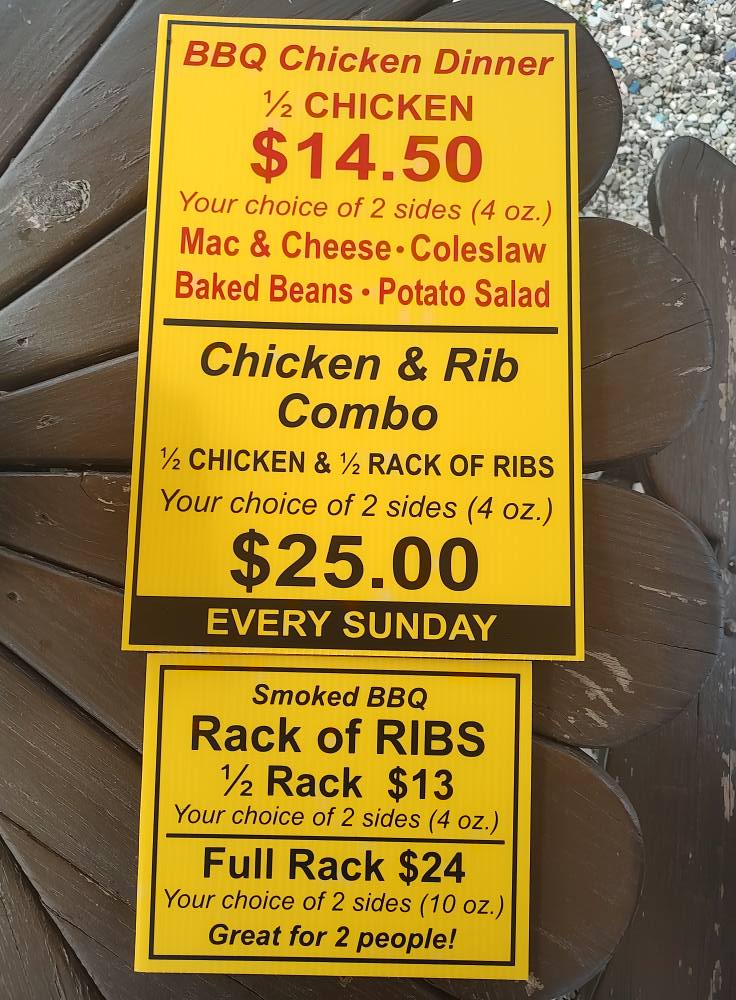 BBQ Chicken Dinner
½ CHICKEN
$14.50
Your choice of 2 sides (4 oz.)
Mac & Cheese • Coleslaw
Baked Beans • Potato Salad
Chicken & Rib
Combo
½ CHICKEN & ½ RACK OF RIBS
Your choice of 2 sides (4 oz.)
$25.00
EVERY SUNDAY
Smoked BBQ
Rack of RIBS
½ Rack $13
Your choice of 2 sides (4 oz.)
Full Rack $24
Your choice of 2 sides (10 oz.)
Great for 2 people!